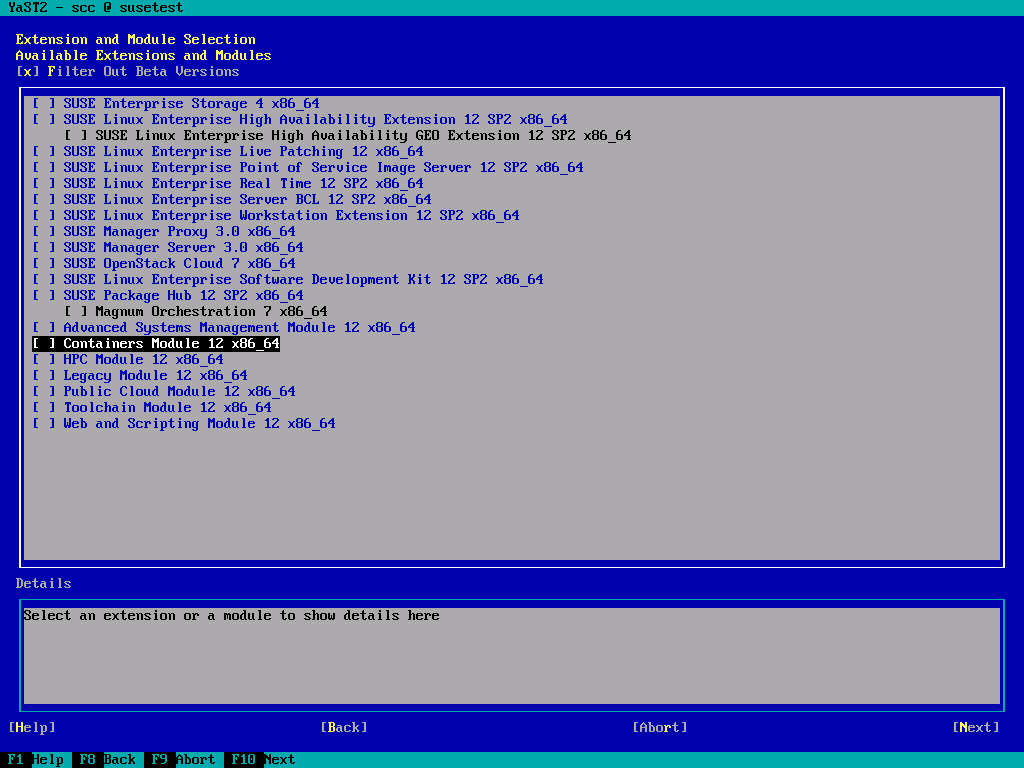 YaST2 - scc @ susetest
Extension and Module Selection
Available Extensions and Modules
[x] Filter Out Beta Versions
[ ] SUSE Enterprise Storage 4 x86_64
[ ] SUSE Linux Enterprise High Availability Extension 12 SP2 x86_64
[ ] SUSE Linux Enterprise High Availability GEO Extension 12 SP2 x86_64
[ ] SUSE Linux Enterprise Live Patching 12 x86_64
[ ] SUSE Linux Enterprise Point of Service Image Server 12 SP2 x86_64
[ ] SUSE Linux Enterprise Real Time 12 SP2 x86_64
[ ] SUSE Linux Enterprise Server BCL 12 SP2 x86_64
[ ] SUSE Linux Enterprise Workstation Extension 12 SP2 x86_64
[ ] SUSE Manager Proxy 3.0 x86_64
[ ] SUSE Manager Server 3.0 x86_64
[ ] SUSE OpenStack Cloud 7 x86_64
[ ] SUSE Linux Enterprise Software Development Kit 12 SP2 x86_64
[ ] SUSE Package Hub 12 SP2 x86_64
[ ] Magnum Orchestration 7 x86_64
[ ] Advanced Systems Management Module 12 x86_64
[ ] Containers Module 12 x86_64
[ ] HPC Module 12 x86_64
[ ] Legacy Module 12 x86_64
[ ] Public Cloud Module 12 x86_64
[ ] Toolchain Module 12 x86_64
[ ] Web and Scripting Module 12 x86_64
Details
Select an extension or a module to show details here
[Help] [Back] [Abort] [Next]
F1 Help F8 Back F9 Abort F10 Next